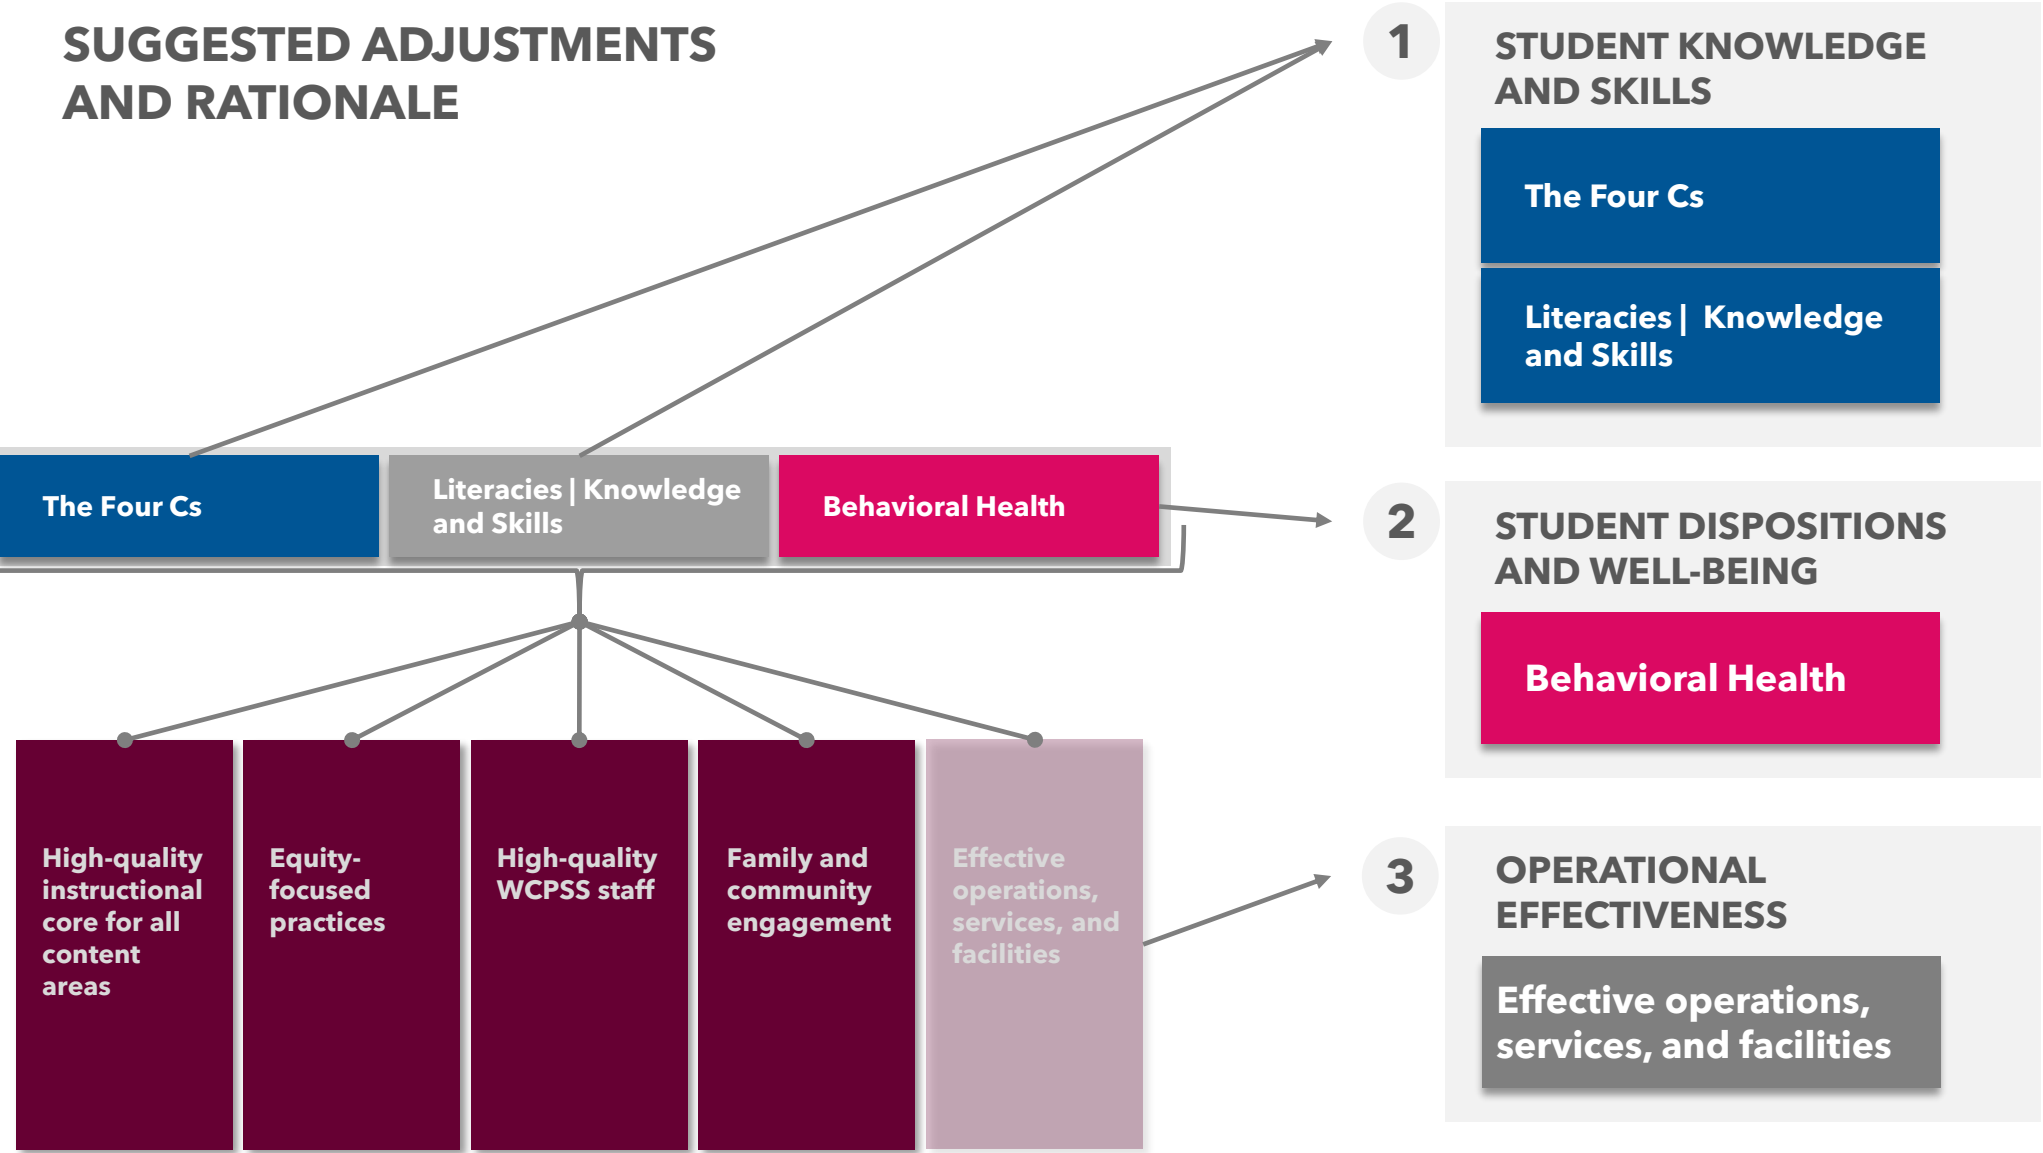 SUGGESTED ADJUSTMENTS
AND RATIONALE
1
STUDENT KNOWLEDGE
AND SKILLS
The Four Cs
Literacies | Knowledge
and Skills
The Four Cs
Literacies | Knowledge
and Skills
Behavioral Health
2
STUDENT DISPOSITIONS
AND WELL-BEING
Behavioral Health
High-quality
instructional
core for all
content
areas
Equity-
focused
practices
High-quality
WCPSS staff
Family and
community
engagement
Effective
operations,
services, and
facilities
3
OPERATIONAL
EFFECTIVENESS
Effective operations,
services, and facilities